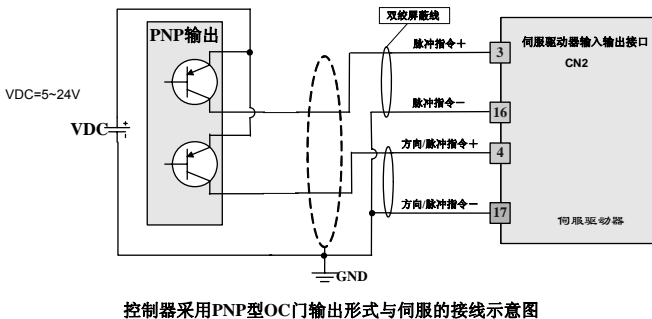 双绞屏蔽线
PNP输出
脉冲指令+
3
伺服驱动器输入输出接口
CN2
VDC=5~24V
脉冲指令-
16
VDC
+
-
方向/脉冲指令+
4
方向/脉冲指令-
17
伺服驱动器
GND
控制器采用PNP型OC门输出形式与伺服的接线示意图